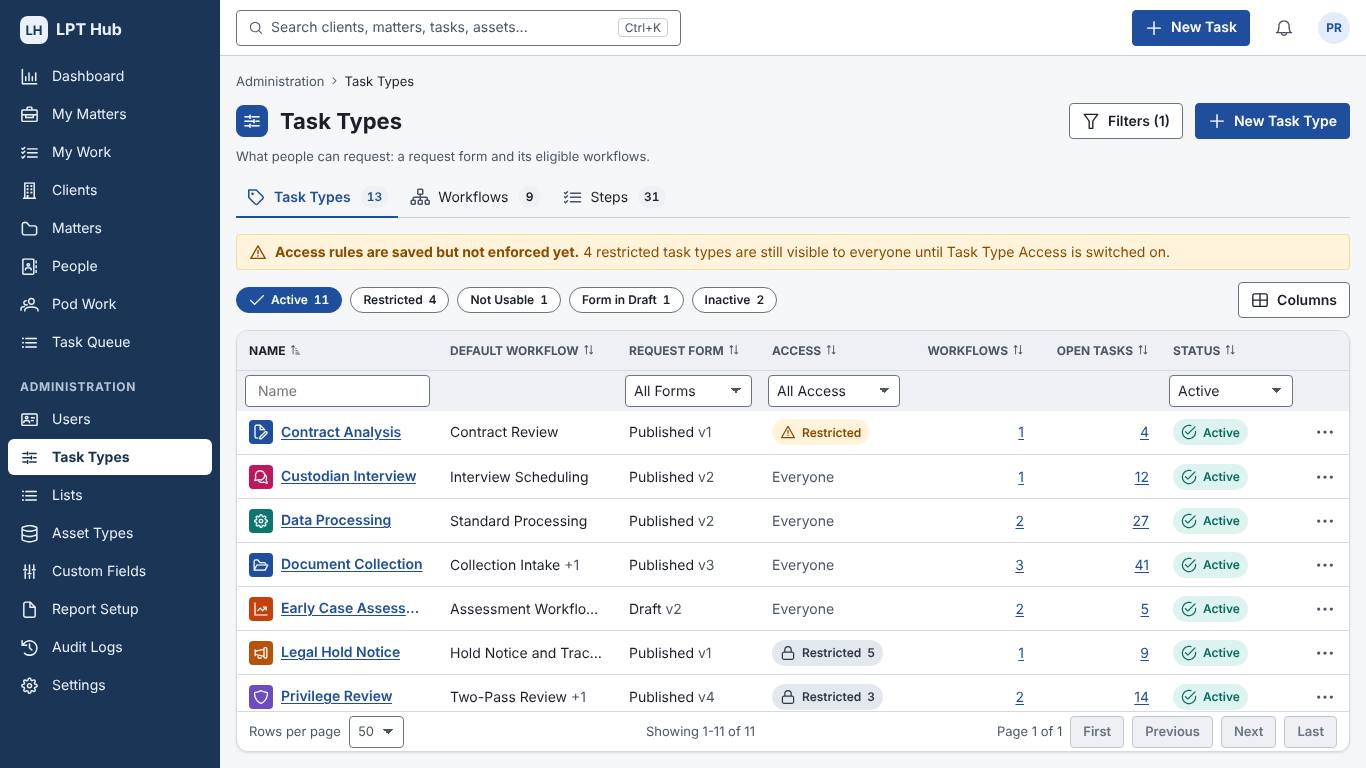 LH LPT Hub
Search clients, matters, tasks, assets... Ctrl+K
New Task
PR
Dashboard
My Matters
My Work
Clients
Matters
People
Pod Work
Task Queue
ADMINISTRATION
Users
Task Types
Lists
Asset Types
Custom Fields
Report Setup
Audit Logs
Settings
Administration > Task Types
Task Types
Filters (1)
New Task Type
What people can request: a request form and its eligible workflows.
Task Types 13 Workflows 9 Steps 31
Access rules are saved but not enforced yet. 4 restricted task types are still visible to everyone until Task Type Access is switched on.
Active 11 Restricted 4 Not Usable 1 Form in Draft 1 Inactive 2
Columns
NAME DEFAULT WORKFLOW REQUEST FORM ACCESS WORKFLOWS OPEN TASKS STATUS
Name All Forms All Access Active
Contract Analysis Contract Review Published v1 Restricted 1 4 Active
Custodian Interview Interview Scheduling Published v2 Everyone 1 12 Active
Data Processing Standard Processing Published v2 Everyone 2 27 Active
Document Collection Collection Intake +1 Published v3 Everyone 3 41 Active
Early Case Assess... Assessment Workflo... Draft v2 Everyone 2 5 Active
Legal Hold Notice Hold Notice and Trac... Published v1 Restricted 5 1 9 Active
Privilege Review Two-Pass Review +1 Published v4 Restricted 3 2 14 Active
Rows per page 50 Showing 1-11 of 11 Page 1 of 1 First Previous Next Last